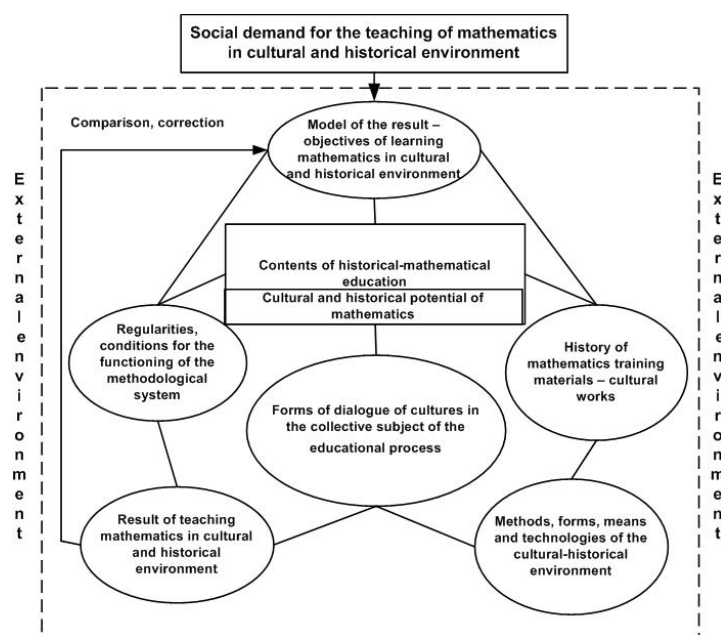 Social demand for the teaching of mathematics
in cultural and historical environment
Comparison, correction
Model of the result –
objectives of learning
mathematics in cultural
and historical environment
External environment
External environment
Contents of historical-mathematical
education
Cultural and historical potential of
mathematics
Regularities,
conditions for the
functioning of the
methodological
system
History of
mathematics training
materials – cultural
works
Forms of dialogue of cultures in
the collective subject of the
educational process
Result of teaching
mathematics in cultural
and historical
environment
Methods, forms, means
and technologies of the
cultural-historical
environment